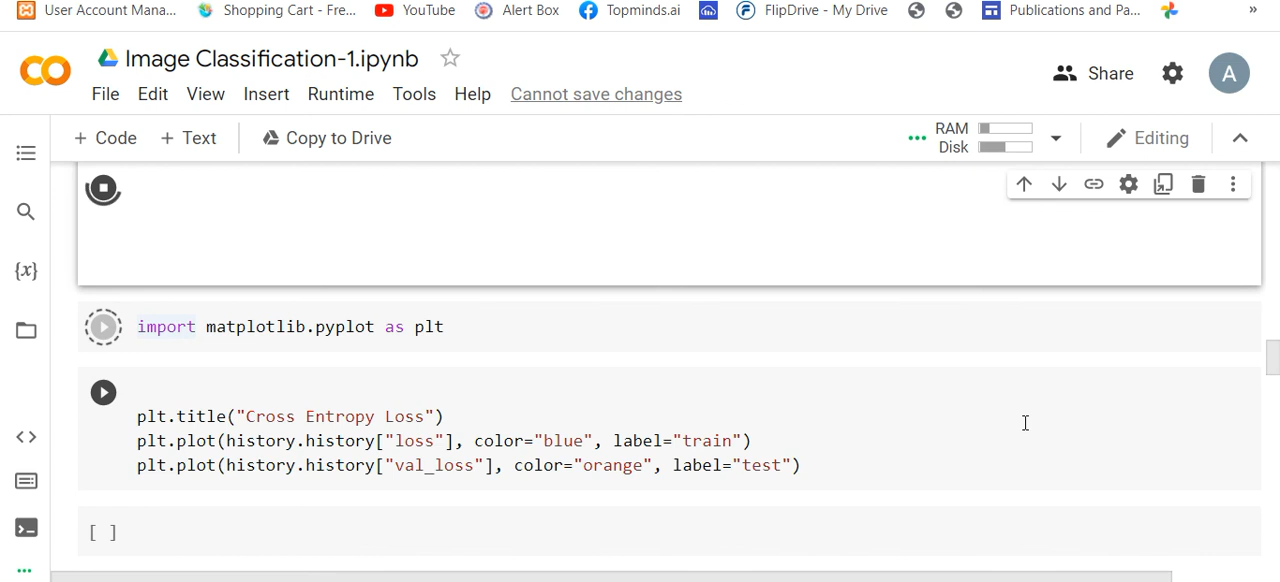 User Account Mana... Shopping Cart - Fre... YouTube Alert Box Topminds.ai FlipDrive - My Drive Publications and Pa... »
CO Image Classification-1.ipynb Share A
File Edit View Insert Runtime Tools Help Cannot save changes
+ Code + Text Copy to Drive RAM Disk Editing
{x}
import matplotlib.pyplot as plt
plt.title("Cross Entropy Loss")
plt.plot(history.history["loss"], color="blue", label="train")
plt.plot(history.history["val_loss"], color="orange", label="test")
[ ]